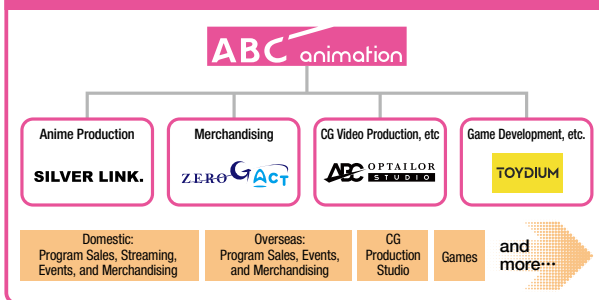 ABC animation
Anime Production
SILVER LINK.
Merchandising
ZERO G ACT
CG Video Production, etc
ABC OPTAILOR
STUDIO
Game Development, etc.
TOYDIUM
Domestic:
Program Sales, Streaming,
Events, and Merchandising
Overseas:
Program Sales, Events,
and Merchandising
CG
Production
Studio
Games
and
more…